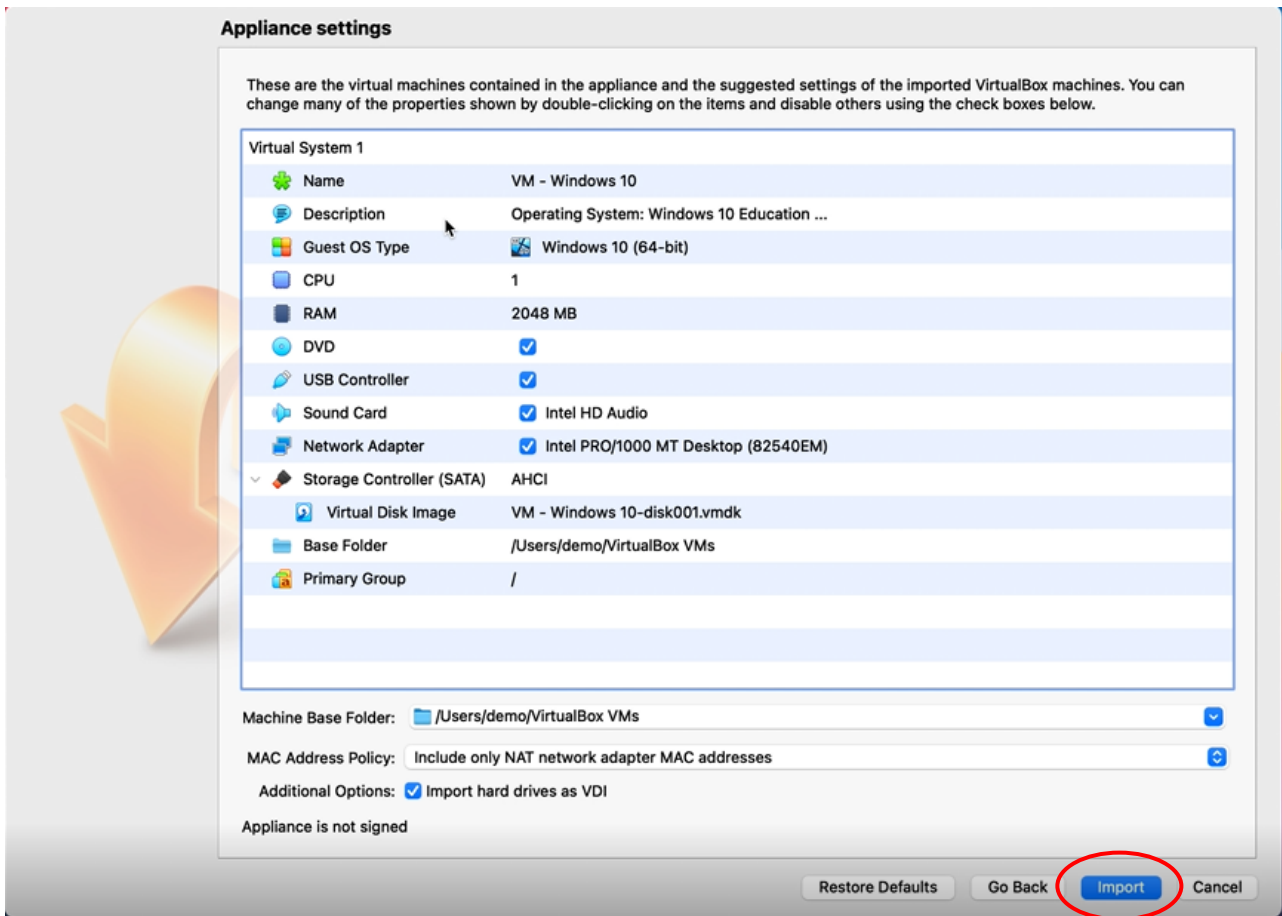 Appliance settings
These are the virtual machines contained in the appliance and the suggested settings of the imported VirtualBox machines. You can
change many of the properties shown by double-clicking on the items and disable others using the check boxes below.
Virtual System 1
Name VM - Windows 10
Description Operating System: Windows 10 Education ...
Guest OS Type Windows 10 (64-bit)
CPU 1
RAM 2048 MB
DVD
USB Controller
Sound Card Intel HD Audio
Network Adapter Intel PRO/1000 MT Desktop (82540EM)
Storage Controller (SATA) AHCI
Virtual Disk Image VM - Windows 10-disk001.vmdk
Base Folder /Users/demo/VirtualBox VMs
Primary Group /
Machine Base Folder: /Users/demo/VirtualBox VMs
MAC Address Policy: Include only NAT network adapter MAC addresses
Additional Options: Import hard drives as VDI
Appliance is not signed
Restore Defaults Go Back Import Cancel